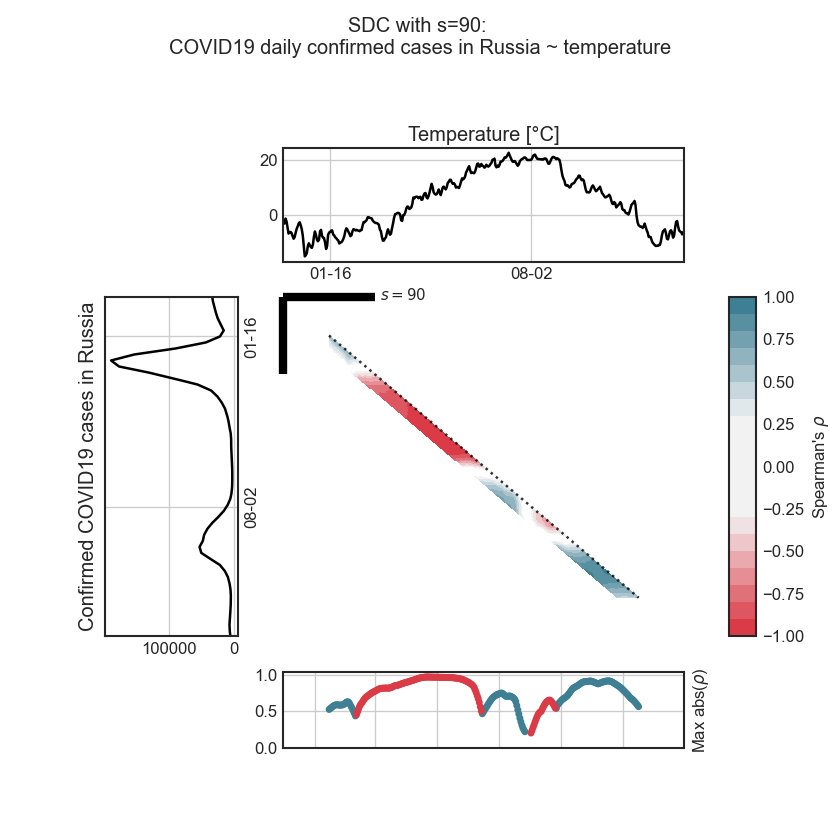 SDC with s=90:
COVID19 daily confirmed cases in Russia ~ temperature
Temperature [°C]
20
0
01-16
08-02
s = 90
Confirmed COVID19 cases in Russia
01-16
08-02
100000
0
1.00
0.75
0.50
0.25
0.00
−0.25
−0.50
−0.75
−1.00
Spearman's ρ
1.0
0.5
0.0
Max abs(ρ)